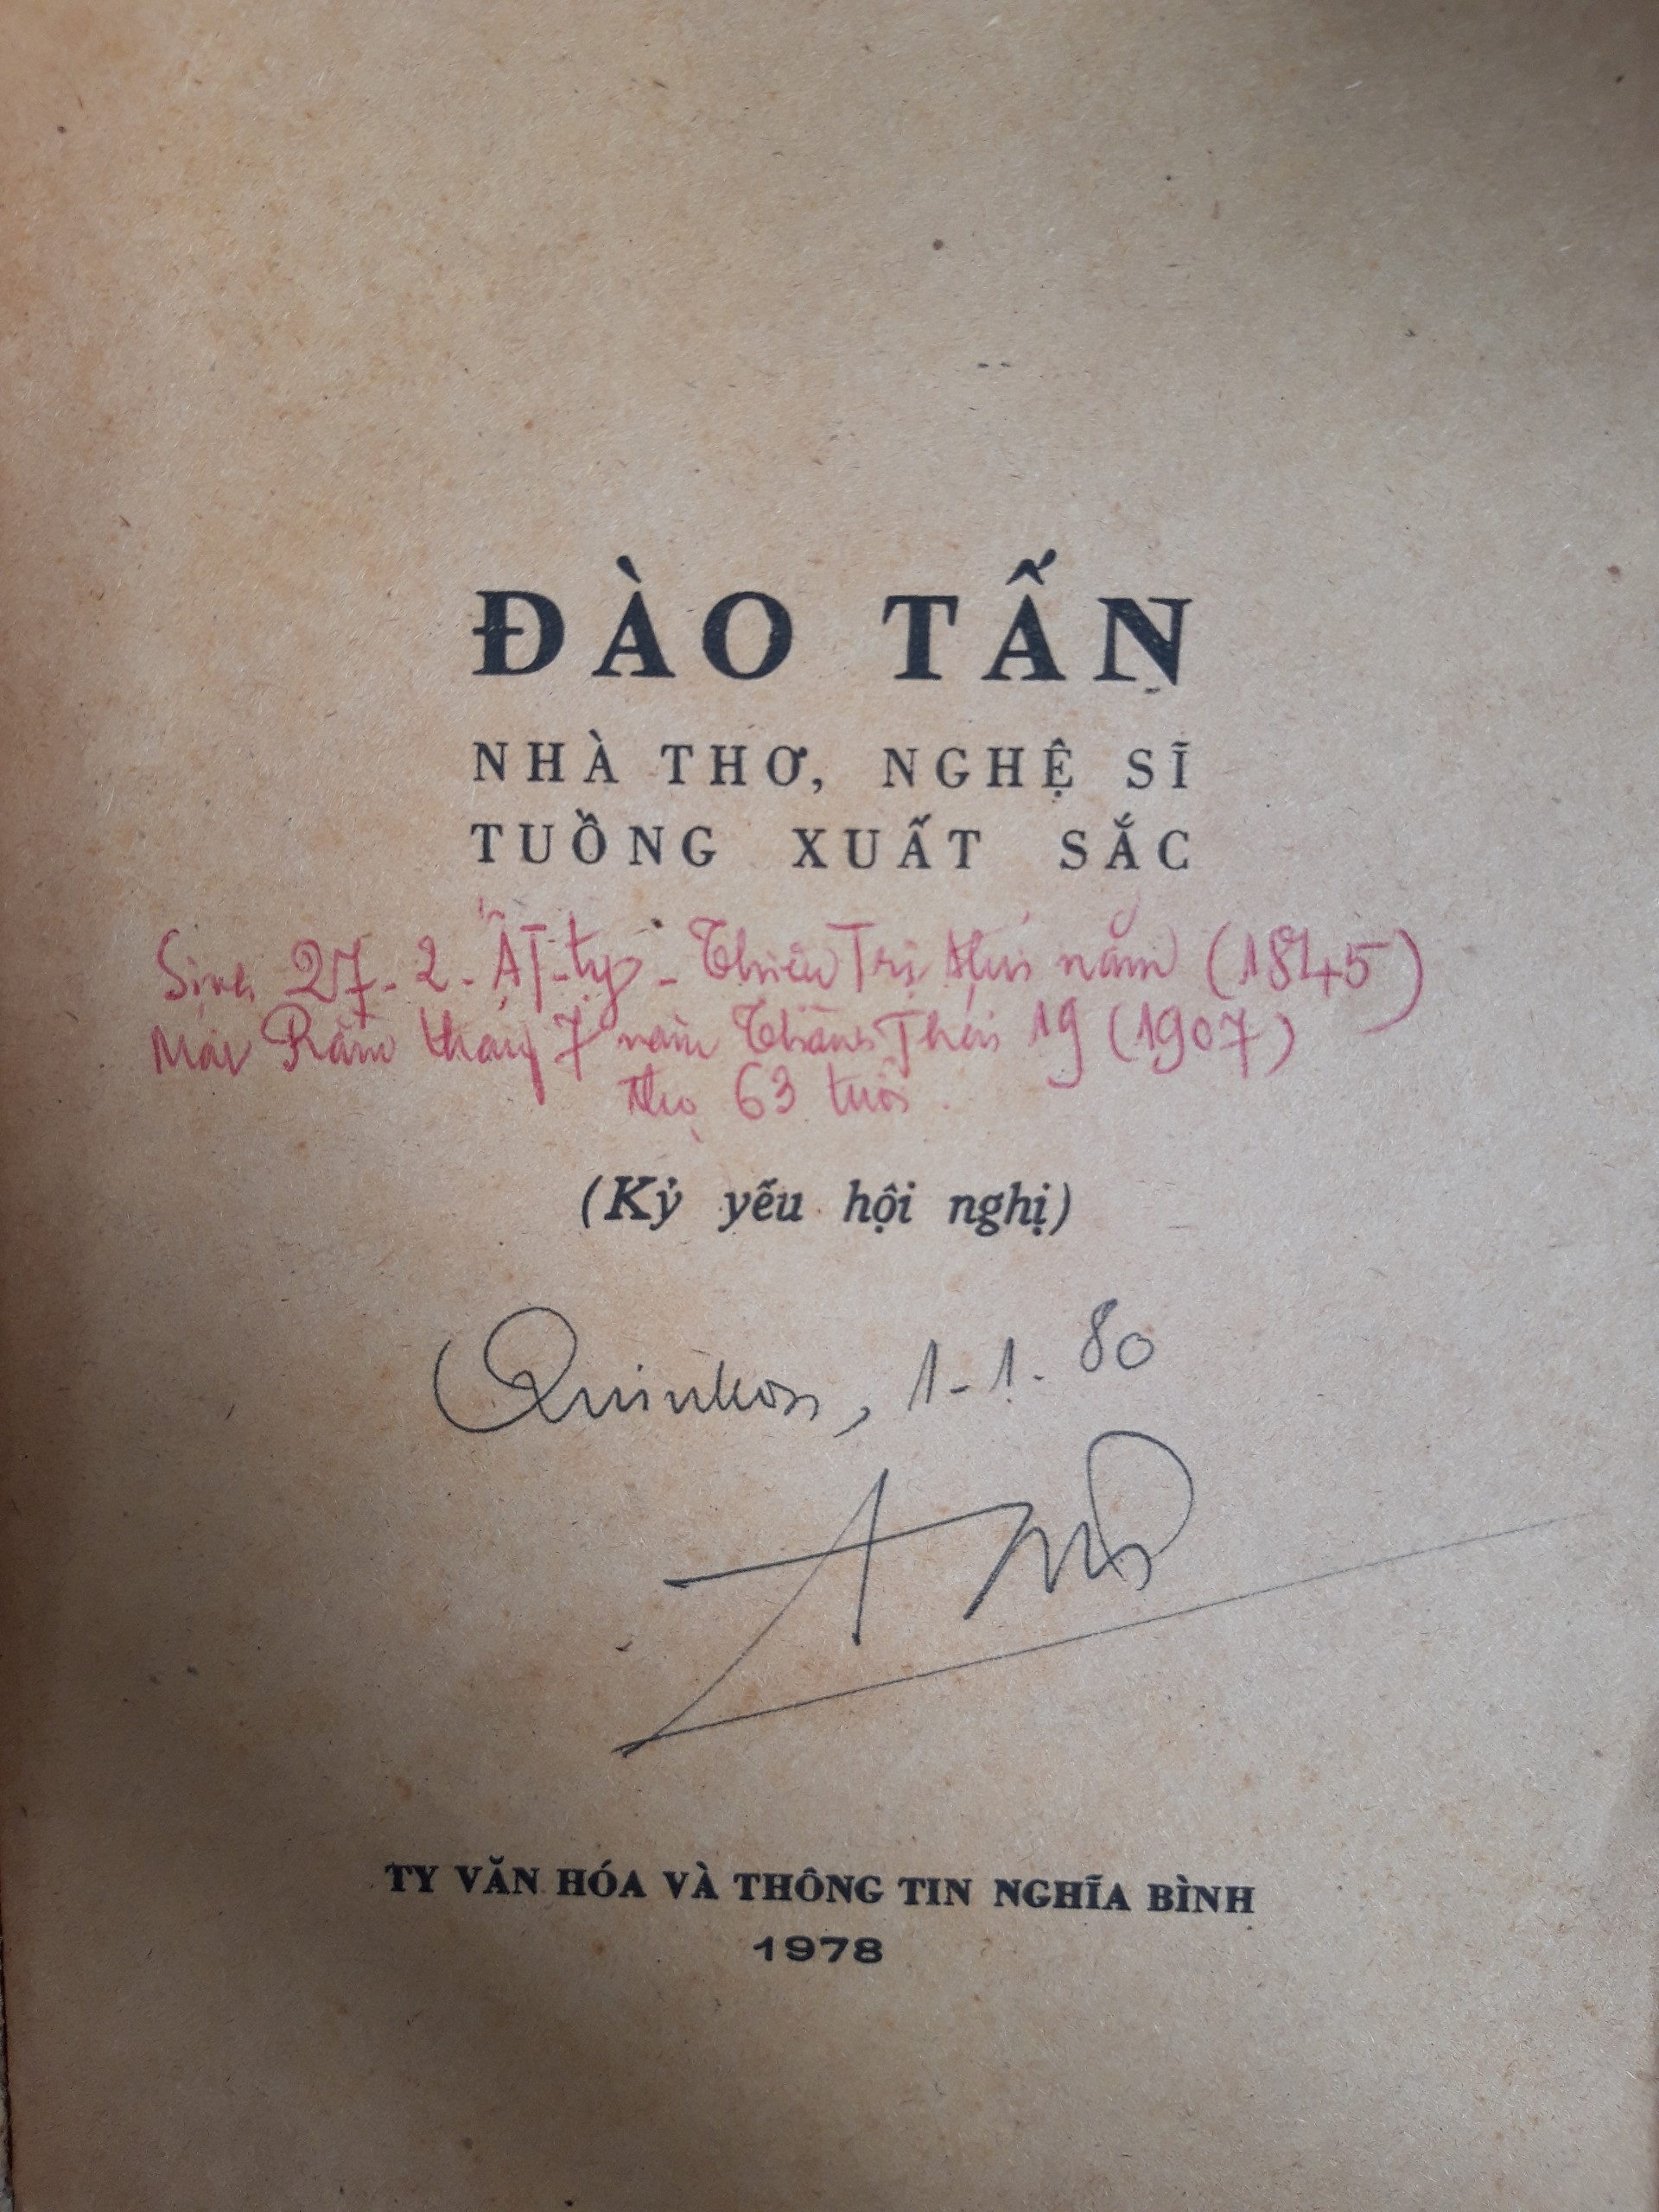 ĐÀO TẤN
NHÀ THƠ, NGHỆ SĨ
TUỒNG XUẤT SẮC
Sinh 27-2-ẤT-tỵ - Thiệu Trị thứ năm (1845)
Mất Rằm tháng 7 năm Thành Thái 19 (1907)
thọ 63 tuổi.
(Kỷ yếu hội nghị)
Quinhơn, 1-1-80
TY VĂN HÓA VÀ THÔNG TIN NGHĨA BÌNH
1978